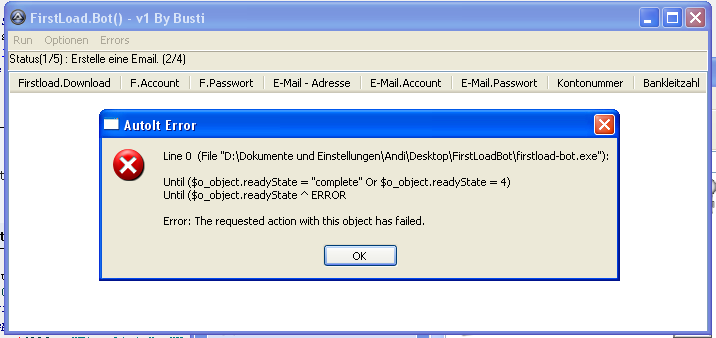 FirstLoad.Bot() - v1 By Busti
Run Optionen Errors
Status(1/5) : Erstelle eine Email. (2/4)
Firstload.Download F.Account F.Passwort E-Mail - Adresse E-Mail.Account E-Mail.Passwort Kontonummer Bankleitzahl
AutoIt Error
Line 0 (File "D:\Dokumente und Einstellungen\Andi\Desktop\FirstLoadBot\firstload-bot.exe"):
Until ($o_object.readyState = "complete" Or $o_object.readyState = 4)
Until ($o_object.readyState ^ ERROR
Error: The requested action with this object has failed.
OK